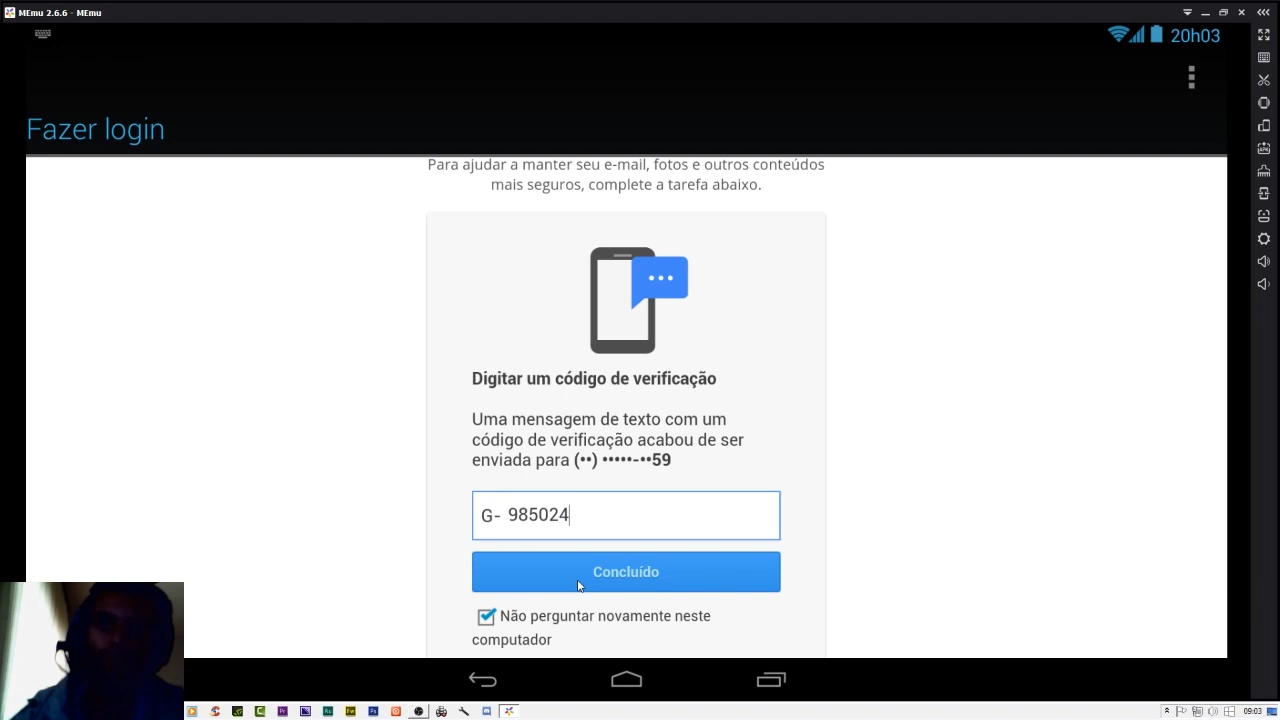 MEmu 2.6.6 - MEmu
20h03
Fazer login
Para ajudar a manter seu e-mail, fotos e outros conteúdos
mais seguros, complete a tarefa abaixo.
Digitar um código de verificação
Uma mensagem de texto com um
código de verificação acabou de ser
enviada para (••) •••••-••59
G- 985024
Concluído
Não perguntar novamente neste
computador
09:03